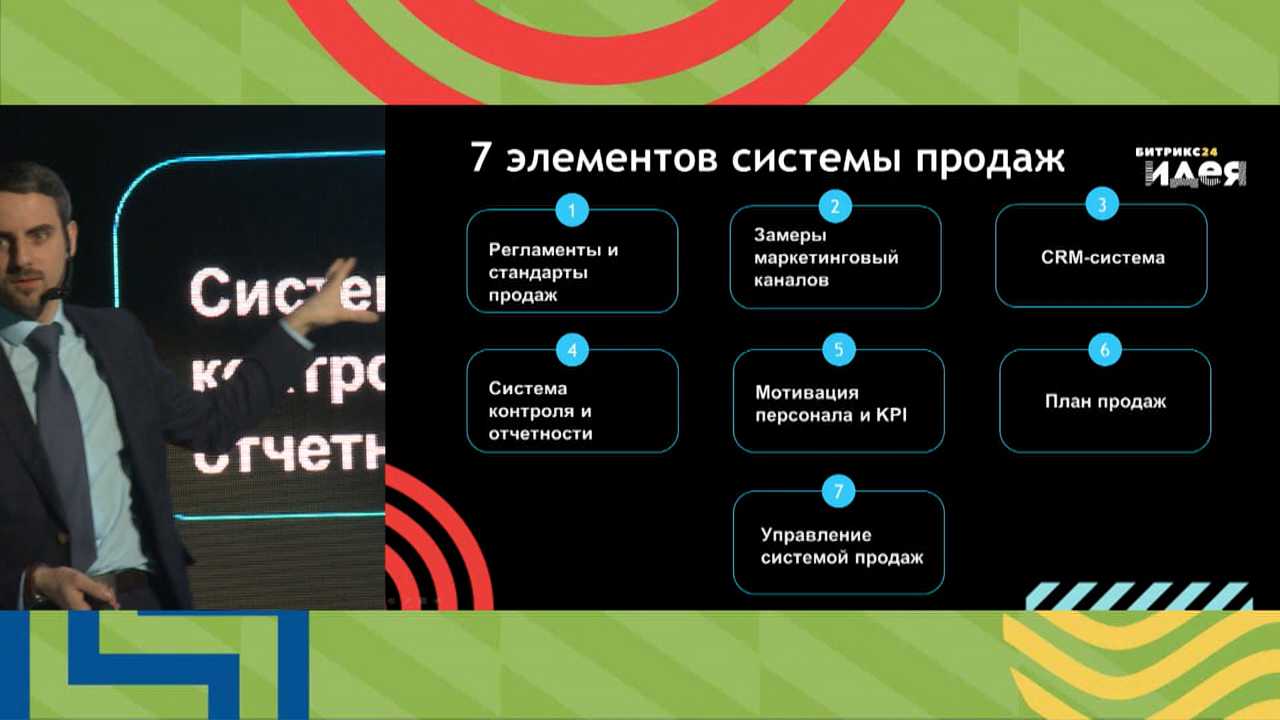 7 элементов системы продаж
БИТРИКС24
идея
1
Регламенты и
стандарты
продаж
2
Замеры
маркетинговый
каналов
3
CRM-система
4
Система
контроля и
отчетности
5
Мотивация
персонала и KPI
6
План продаж
7
Управление
системой продаж